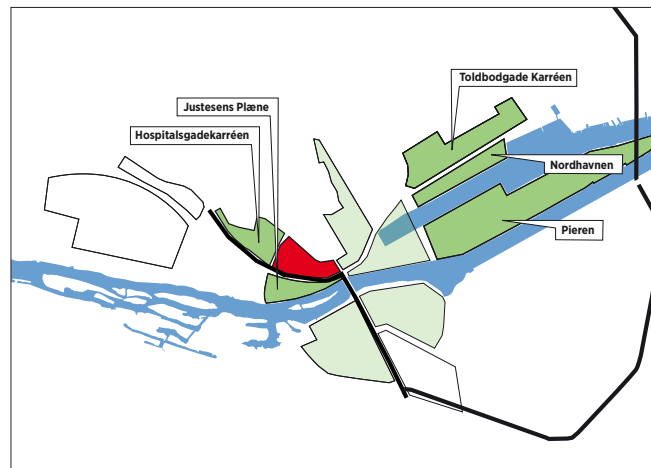 Toldbodgade Karréen
Justesens Plæne
Hospitalsgadekarréen
Nordhavnen
Pieren